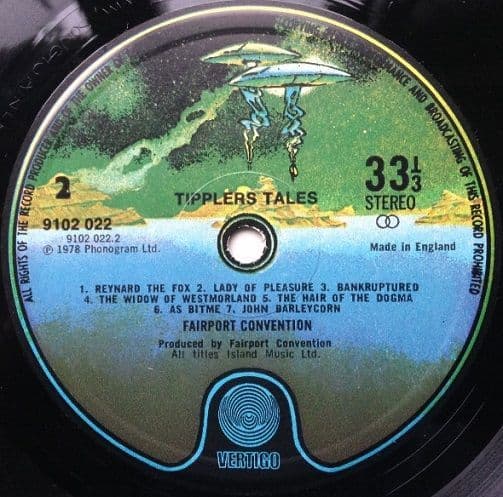 ALL RIGHTS OF THE RECORD PRODUCER
OF THE OWNER OF
ANCE AND BROADCASTING OF THIS RECORD PROHIBITED
2
TIPPLERS TALES
33⅓
STEREO
9102 022
9102 022.2
℗ 1978 Phonogram Ltd.
Made in England
1. REYNARD THE FOX 2. LADY OF PLEASURE 3. BANKRUPTURED
4. THE WIDOW OF WESTMORLAND 5. THE HAIR OF THE DOGMA
6. AS BITME 7. JOHN BARLEYCORN
FAIRPORT CONVENTION
Produced by Fairport Convention
All titles Island Music Ltd.
VERTIGO